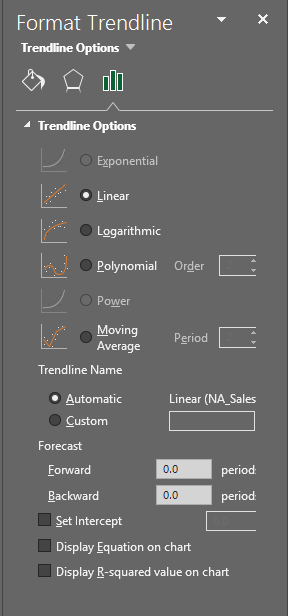 Format Trendline
Trendline Options
Trendline Options
Exponential
Linear
Logarithmic
Polynomial Order
Power
Moving Average Period
Trendline Name
Automatic Linear (NA_Sales
Custom
Forecast
Forward 0.0 period
Backward 0.0 period
Set Intercept
Display Equation on chart
Display R-squared value on chart